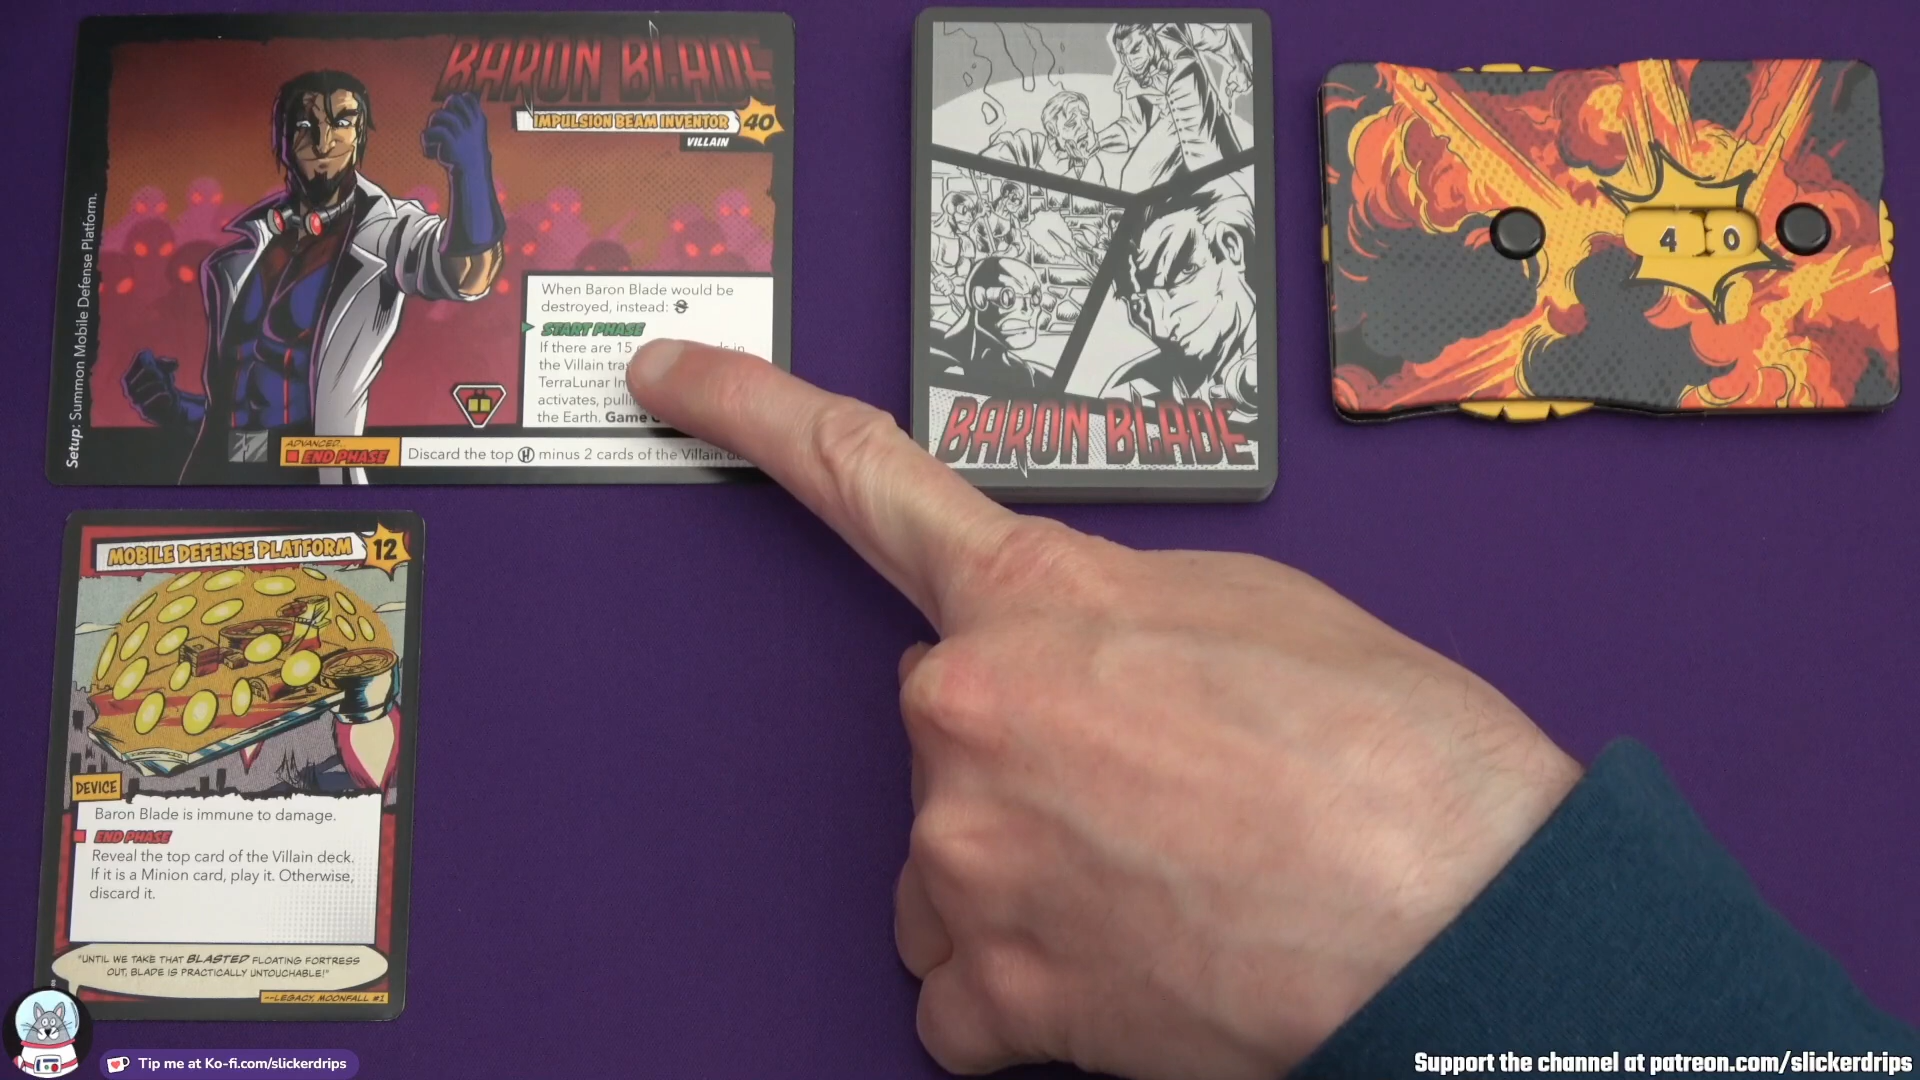 BARON BLADE
IMPULSION BEAM INVENTOR 40
VILLAIN
Setup: Summon Mobile Defense Platform.
When Baron Blade would be
destroyed, instead:
START PHASE
If there are 15 in
the Villain
TerraLunar
activates,
the Earth. Game
ADVANCED...
END PHASE
Discard the top H minus 2 cards of the Villain
BARON BLADE
4 0
MOBILE DEFENSE PLATFORM 12
DEVICE
Baron Blade is immune to damage.
END PHASE
Reveal the top card of the Villain deck.
If it is a Minion card, play it. Otherwise,
discard it.
"UNTIL WE TAKE THAT BLASTED FLOATING FORTRESS
OUT, BLADE IS PRACTICALLY UNTOUCHABLE!"
--LEGACY, MOONFALL #1
Tip me at Ko-fi.com/slickerdrips
Support the channel at patreon.com/slickerdrips